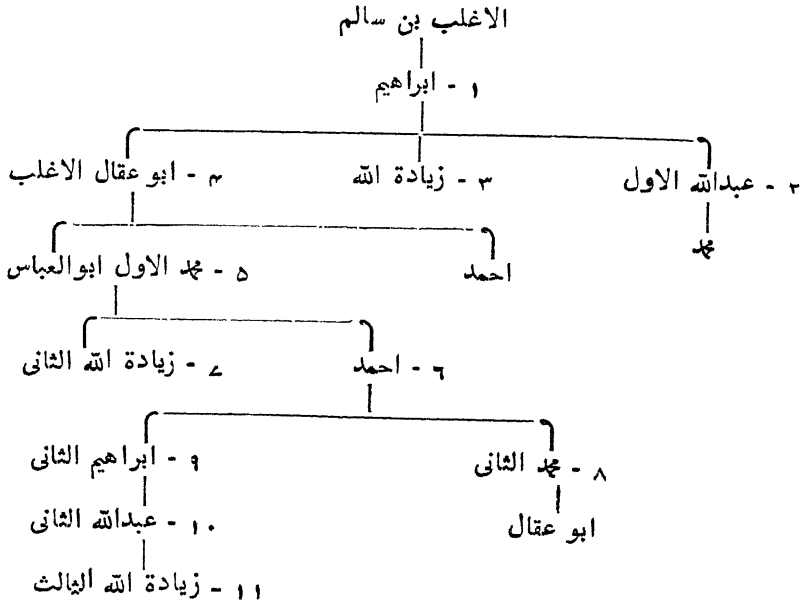 الاغلب بن سالم
١ - ابراهيم
٢ - عبدالله الاول
٣ - زيادة الله
۴ - ابو عقال الاغلب
محمد
احمد
۵ - محمد الاول ابوالعباس
٦ - احمد
٧ - زيادة الله الثانى
٨ - محمد الثانى
٩ - ابراهيم الثانى
ابو عقال
١٠ - عبدالله الثانى
١١ - زيادة الله الثالث